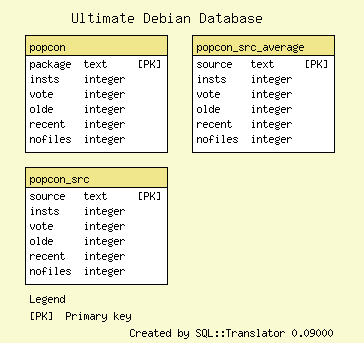 Ultimate Debian Database
popcon
package text [PK]
insts integer
vote integer
olde integer
recent integer
nofiles integer
popcon_src_average
source text [PK]
insts integer
vote integer
olde integer
recent integer
nofiles integer
popcon_src
source text [PK]
insts integer
vote integer
olde integer
recent integer
nofiles integer
Legend
[PK] Primary key
Created by SQL::Translator 0.09000